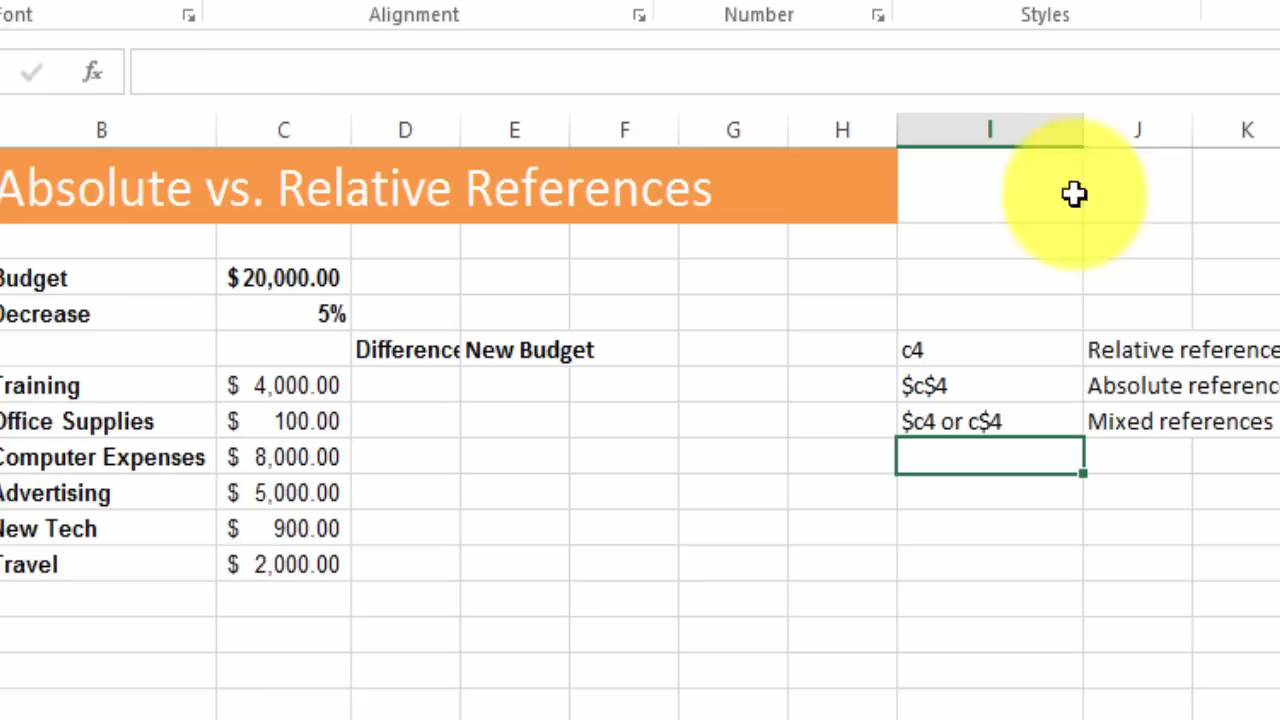 Font Alignment Number Styles
fx
B C D E F G H I J K
Absolute vs. Relative References
Budget $20,000.00
Decrease 5%
Difference New Budget c4 Relative reference
Training $ 4,000.00 $c$4 Absolute referenc
Office Supplies $ 100.00 $c4 or c$4 Mixed references
Computer Expenses $ 8,000.00
Advertising $ 5,000.00
New Tech $ 900.00
Travel $ 2,000.00